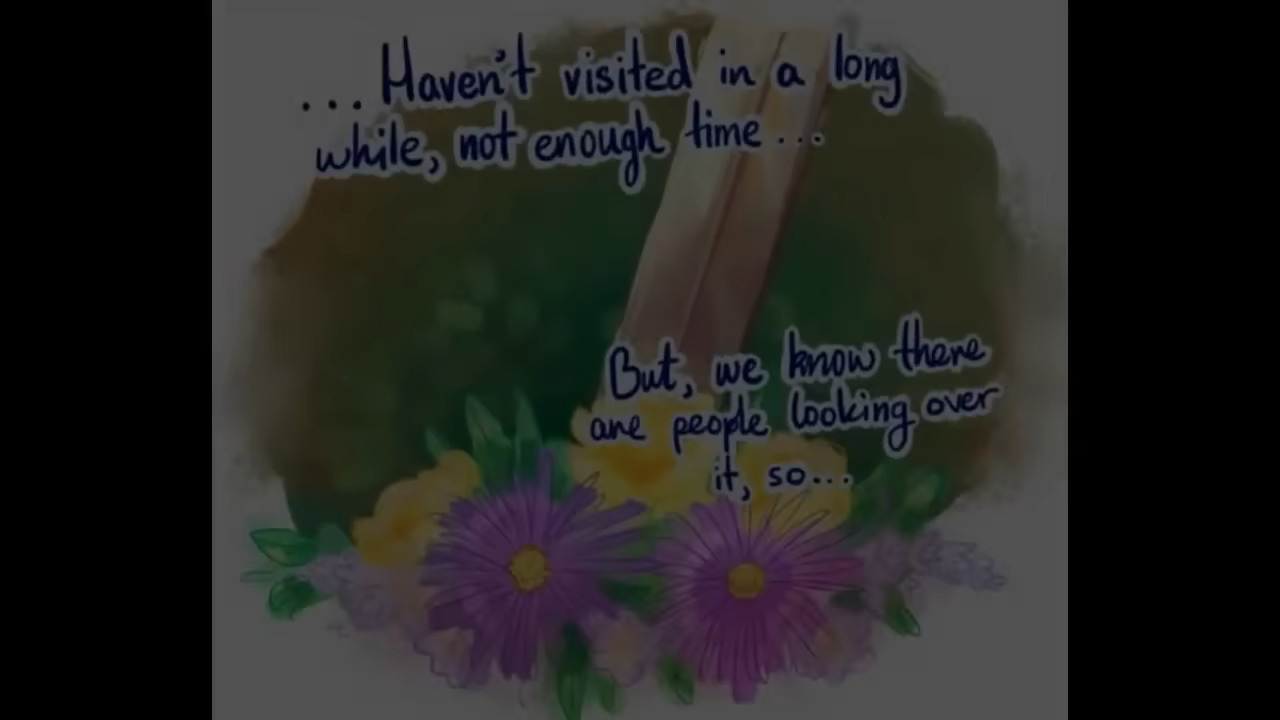 ...Haven't visited in a long
while, not enough time...
But, we know there
are people looking over
it, so...